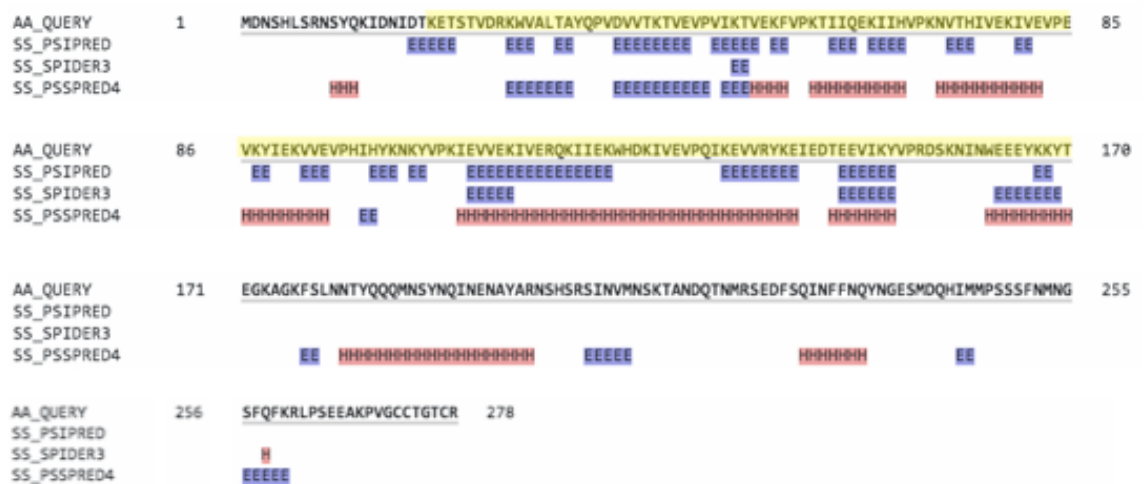 AA_QUERY 1 MDNSHLSRNSYQKIDNIDTKETSTVDRKWVALTAYQPVDVVTKTVEVPVIKTVEKFVPKTIIQEKIIHVPKNVTHIVEKIVEVPE 85
SS_PSIPRED EEEEE EEE EE EEEEEEEE EEEEE EE EEE EEEE EEE EE
SS_SPIDER3 EE
SS_PSSPRED4 HHH EEEEEEE EEEEEEEEEE EEEHHHH HHHHHHHHHH HHHHHHHHHHH
AA_QUERY 86 VKYIEKVVEVPHIHYKNKYVPKIEVVEKIVERQKIIEKWHDKIVEVPQIKEVVRYKEIEDTEEVIKYVPRDSKNINWEEEYKKYT 170
SS_PSIPRED EE EEE EEE EE EEEEEEEEEEEEEEE EEEEEEEE EEEEEE EE
SS_SPIDER3 EEEEE EEEEEE EEEEEEE
SS_PSSPRED4 HHHHHHHHH EE HHHHHHHHHHHHHHHHHHHHHHHHHHHHHHHHHHH HHHHHHH HHHHHHHHH
AA_QUERY 171 EGKAGKFSLNNTYQQQMNSYNQINENAYARNSHSRSINVMNSKTANDQTNMRSEDFSQINFFNQYNGESMDQHIMMPSSSFNMNG 255
SS_PSIPRED
SS_SPIDER3
SS_PSSPRED4 EE HHHHHHHHHHHHHHHHHHHH EEEEE HHHHHHH EE
AA_QUERY 256 SFQFKRLPSEEAKPVGCCTGTCR 278
SS_PSIPRED
SS_SPIDER3 H
SS_PSSPRED4 EEEEE